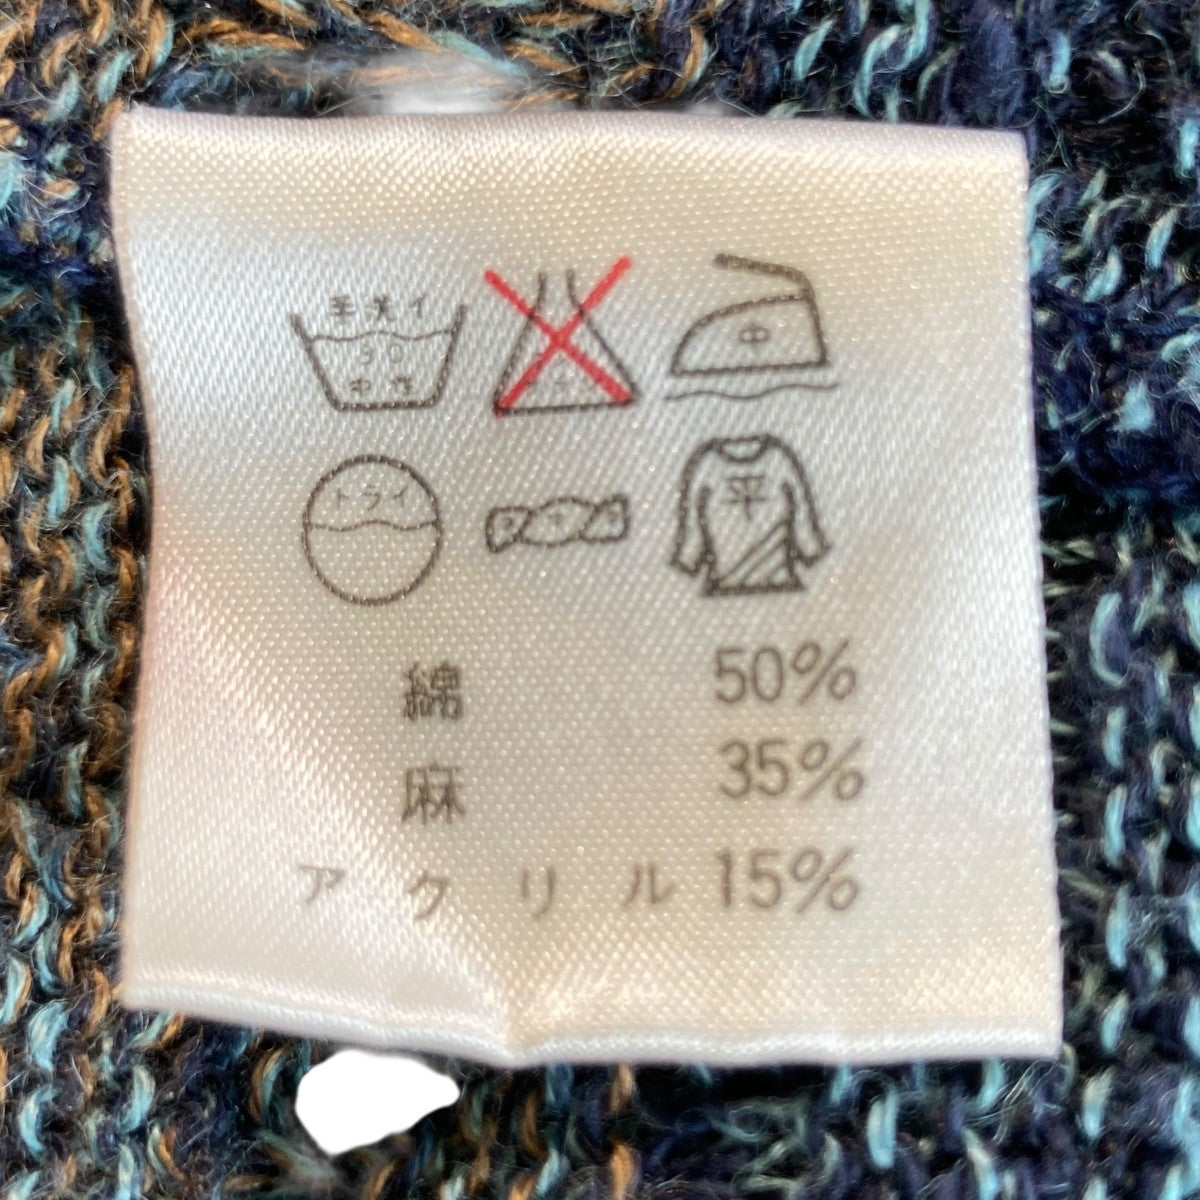 手洗イ
30
中性
中
ドライ
平
綿 50%
麻 35%
アクリル 15%